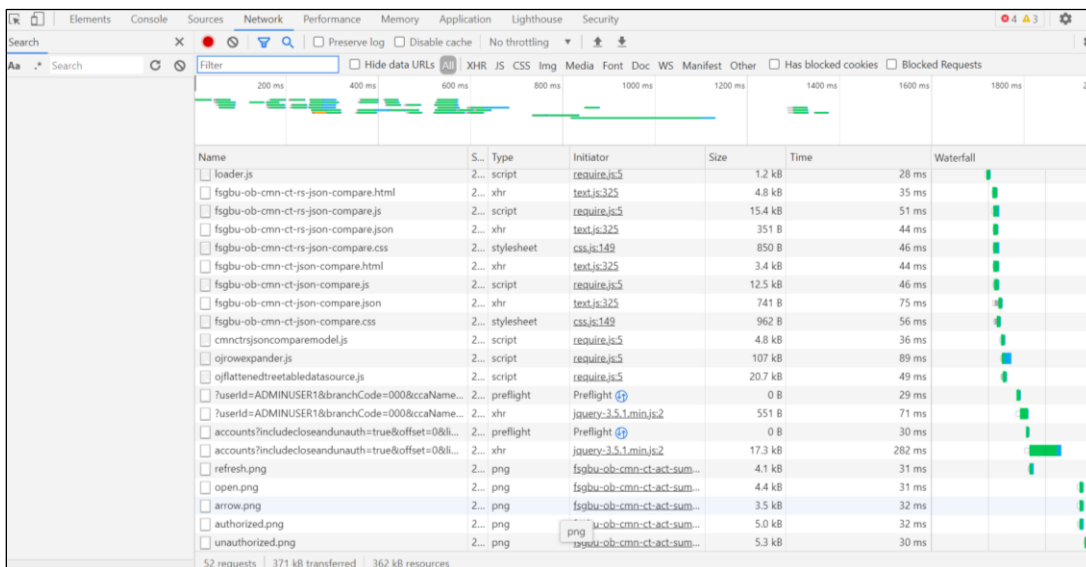 Elements Console Sources Network Performance Memory Application Lighthouse Security 4 3
Search ×
Preserve log Disable cache No throttling
Aa .* Search
Filter Hide data URLs All XHR JS CSS Img Media Font Doc WS Manifest Other Has blocked cookies Blocked Requests
200 ms 400 ms 600 ms 800 ms 1000 ms 1200 ms 1400 ms 1600 ms 1800 ms
Name S... Type Initiator Size Time Waterfall
loader.js 2... script require.js:5 1.2 kB 28 ms
fsgbu-ob-cmn-ct-rs-json-compare.html 2... xhr text.js:325 4.8 kB 35 ms
fsgbu-ob-cmn-ct-rs-json-compare.js 2... script require.js:5 15.4 kB 51 ms
fsgbu-ob-cmn-ct-rs-json-compare.json 2... xhr text.js:325 351 B 44 ms
fsgbu-ob-cmn-ct-rs-json-compare.css 2... stylesheet css.js:149 850 B 46 ms
fsgbu-ob-cmn-ct-json-compare.html 2... xhr text.js:325 3.4 kB 44 ms
fsgbu-ob-cmn-ct-json-compare.js 2... script require.js:5 12.5 kB 46 ms
fsgbu-ob-cmn-ct-json-compare.json 2... xhr text.js:325 741 B 75 ms
fsgbu-ob-cmn-ct-json-compare.css 2... stylesheet css.js:149 962 B 56 ms
cmnctrsjsoncomparemodel.js 2... script require.js:5 4.8 kB 36 ms
ojrowexpander.js 2... script require.js:5 107 kB 89 ms
ojflattenedtreetabledatasource.js 2... script require.js:5 20.7 kB 49 ms
?userId=ADMINUSER1&branchCode=000&ccaName... 2... preflight Preflight 0 B 29 ms
?userId=ADMINUSER1&branchCode=000&ccaName... 2... xhr jquery-3.5.1.min.js:2 551 B 71 ms
accounts?includecloseandunauth=true&offset=0&li... 2... preflight Preflight 0 B 30 ms
accounts?includecloseandunauth=true&offset=0&li... 2... xhr jquery-3.5.1.min.js:2 17.3 kB 282 ms
refresh.png 2... png fsgbu-ob-cmn-ct-act-sum... 4.1 kB 31 ms
open.png 2... png fsgbu-ob-cmn-ct-act-sum... 4.4 kB 31 ms
arrow.png 2... png fsgbu-ob-cmn-ct-act-sum... 3.5 kB 32 ms
authorized.png 2... png u-ob-cmn-ct-act-sum... 5.0 kB 32 ms
png
unauthorized.png 2... png fsgbu-ob-cmn-ct-act-sum... 5.3 kB 30 ms
52 requests 371 kB transferred 362 kB resources